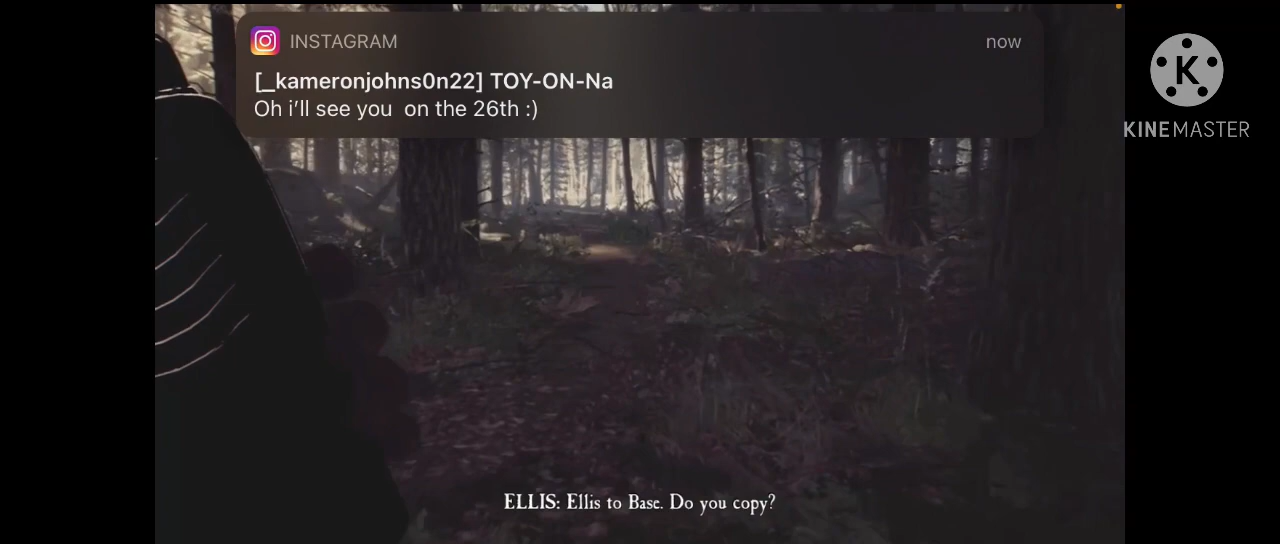 INSTAGRAM now
[_kameronjohns0n22] TOY-ON-Na
Oh i’ll see you  on the 26th :)
K
KINEMASTER
ELLIS: Ellis to Base. Do you copy?